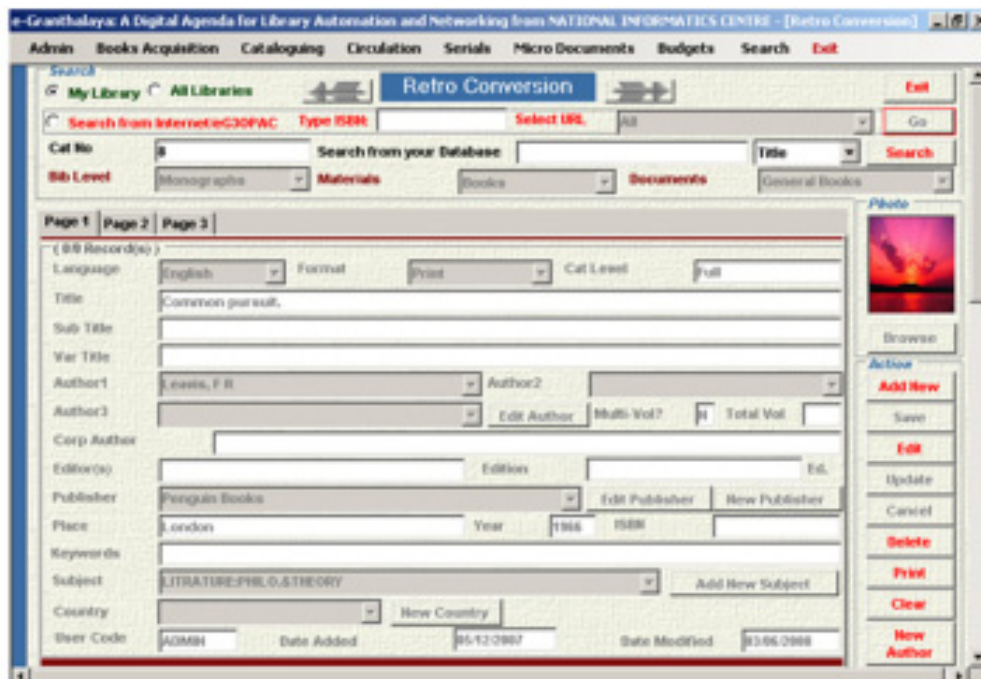 e-Granthalaya: A Digital Agenda for Library Automation and Networking from NATIONAL INFORMATICS CENTRE - [Retro Conversion]
Admin Books Acquisition Cataloguing Circulation Serials Micro Documents Budgets Search Exit
Search
My Library All Libraries Retro Conversion Exit
Search from Internet:eG3OPAC Type ISBN: Select URL All Go
Cat No 8 Search from your Database Title Search
Bib Level Monographs Materials Books Documents General Books
Photo
Page 1 Page 2 Page 3
( 8/8 Record(s) )
Language English Format Print Cat Level Full
Title Common pursuit.
Sub Title
Browse
Var Title
Action
Author1 Leavis, F R Author2 Add New
Author3 Edit Author Multi-Vol? N Total Vol Save
Corp Author
Edit
Editor(s) Edition Ed.
Update
Publisher Penguin Books Edit Publisher New Publisher
Cancel
Place London Year 1966 ISBN
Delete
Keywords
Print
Subject LITRATURE:PHILO.&THEORY Add New Subject
Clear
Country New Country
User Code ADMIN Date Added 05/12/2007 Date Modified 03/06/2008
New Author